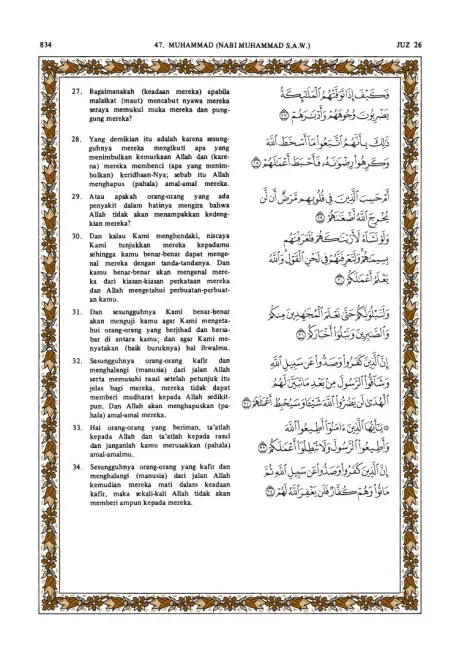 834
47. MUHAMMAD (NABI MUHAMMAD S.A.W.)
JUZ 26
27. Bagaimanakah (keadaan mereka) apabila
malaikat (maut) mencabut nyawa mereka
seraya memukul muka mereka dan pung-
gung mereka?
28. Yang demikian itu adalah karena sesung-
guhnya mereka mengikuti apa yang
menimbulkan kemurkaan Allah dan (kare-
na) mereka membenci (apa yang menim-
bulkan) keridhaan-Nya; sebab itu Allah
menghapus (pahala) amal-amal mereka.
29. Atau apakah orang-orang yang ada
penyakit dalam hatinya mengira bahwa
Allah tidak akan menampakkan kedeng-
kian mereka?
30. Dan kalau Kami menghendaki, niscaya
Kami tunjukkan mereka kepadamu
sehingga kamu benar-benar dapat menge-
nal mereka dengan tanda-tandanya. Dan
kamu benar-benar akan mengenal mere-
ka dari kiasan-kiasan perkataan mereka
dan Allah mengetahui perbuatan-perbuat-
an kamu.
31. Dan sesungguhnya Kami benar-benar
akan menguji kamu agar Kami mengeta-
hui orang-orang yang berjihad dan bersa-
bar di antara kamu; dan agar Kami me-
nyatakan (baik buruknya) hal ihwalmu.
32. Sesungguhnya orang-orang kafir dan
menghalangi (manusia) dari jalan Allah
serta memusuhi rasul setelah petunjuk itu
jelas bagi mereka, mereka tidak dapat
memberi mudharat kepada Allah sedikit-
pun. Dan Allah akan menghapuskan (pa-
hala) amal-amal mereka.
33. Hai orang-orang yang beriman, ta'atlah
kepada Allah dan ta'atlah kepada rasul
dan janganlah kamu merusakkan (pahala)
amal-amalmu.
34. Sesungguhnya orang-orang yang kafir dan
menghalangi (manusia) dari jalan Allah
kemudian mereka mati dalam keadaan
kafir, maka sekali-kali Allah tidak akan
memberi ampun kepada mereka.
فَكَيْفَ إِذَا تَوَفَّتْهُمُ الْمَلَٰٓئِكَةُ
يَضْرِبُونَ وُجُوهَهُمْ وَأَدْبَٰرَهُمْ ٢٧
ذَٰلِكَ بِأَنَّهُمُ اتَّبَعُوا مَآ أَسْخَطَ اللَّهَ
وَكَرِهُوا رِضْوَٰنَهُۥ فَأَحْبَطَ أَعْمَٰلَهُمْ ٢٨
أَمْ حَسِبَ الَّذِينَ فِى قُلُوبِهِم مَّرَضٌ أَن لَّن
يُخْرِجَ اللَّهُ أَضْغَٰنَهُمْ ٢٩
وَلَوْ نَشَآءُ لَأَرَيْنَٰكَهُمْ فَلَعَرَفْتَهُم
بِسِيمَٰهُمْ وَلَتَعْرِفَنَّهُمْ فِى لَحْنِ الْقَوْلِ وَاللَّهُ
يَعْلَمُ أَعْمَٰلَكُمْ ٣٠
وَلَنَبْلُوَنَّكُمْ حَتَّىٰ نَعْلَمَ الْمُجَٰهِدِينَ مِنكُمْ
وَالصَّٰبِرِينَ وَنَبْلُوَا أَخْبَارَكُمْ ٣١
إِنَّ الَّذِينَ كَفَرُوا وَصَدُّوا عَن سَبِيلِ اللَّهِ
وَشَآقُّوا الرَّسُولَ مِن بَعْدِ مَا تَبَيَّنَ لَهُمُ
الْهُدَىٰ لَن يَضُرُّوا اللَّهَ شَيْـًٔا وَسَيُحْبِطُ أَعْمَٰلَهُمْ ٣٢
۞ يَٰٓأَيُّهَا الَّذِينَ ءَامَنُوٓا أَطِيعُوا اللَّهَ
وَأَطِيعُوا الرَّسُولَ وَلَا تُبْطِلُوٓا أَعْمَٰلَكُمْ ٣٣
إِنَّ الَّذِينَ كَفَرُوا وَصَدُّوا عَن سَبِيلِ اللَّهِ ثُمَّ
مَاتُوا وَهُمْ كُفَّارٌ فَلَن يَغْفِرَ اللَّهُ لَهُمْ ٣٤